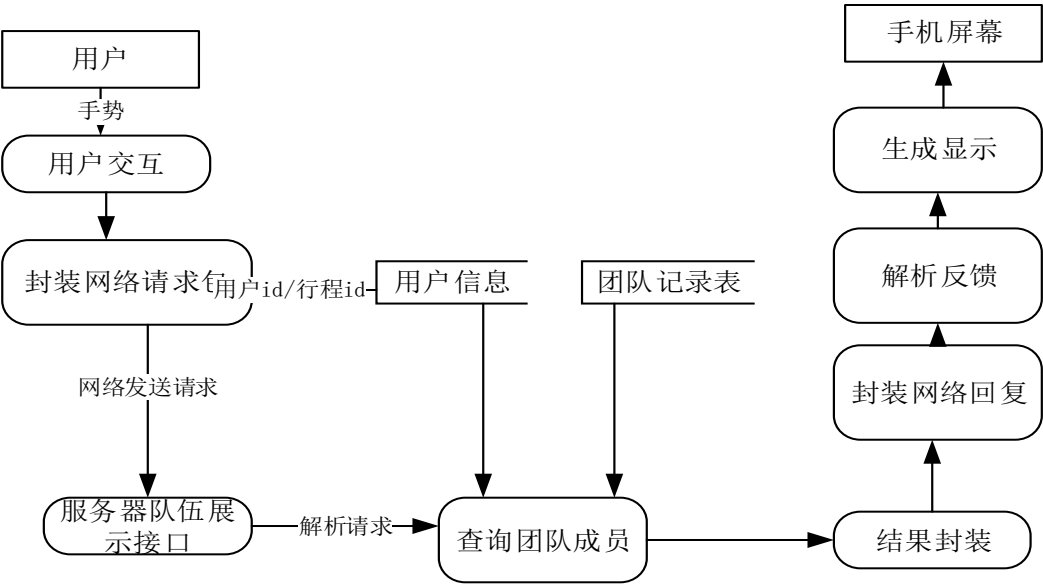 用户
手势
用户交互
封装网络请求包
用户id/行程id
用户信息
团队记录表
网络发送请求
服务器队伍展
示接口
解析请求
查询团队成员
结果封装
封装网络回复
解析反馈
生成显示
手机屏幕